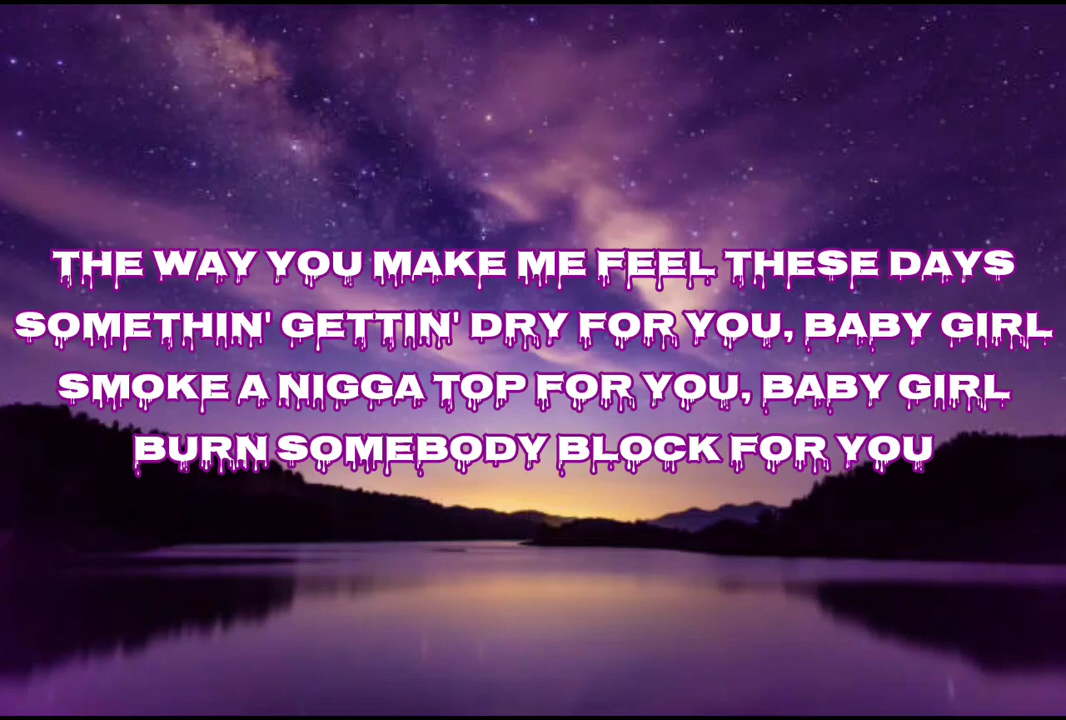 THE WAY YOU MAKE ME FEEL THESE DAYS
SOMETHIN' GETTIN' DRY FOR YOU, BABY GIRL
SMOKE A NIGGA TOP FOR YOU, BABY GIRL
BURN SOMEBODY BLOCK FOR YOU